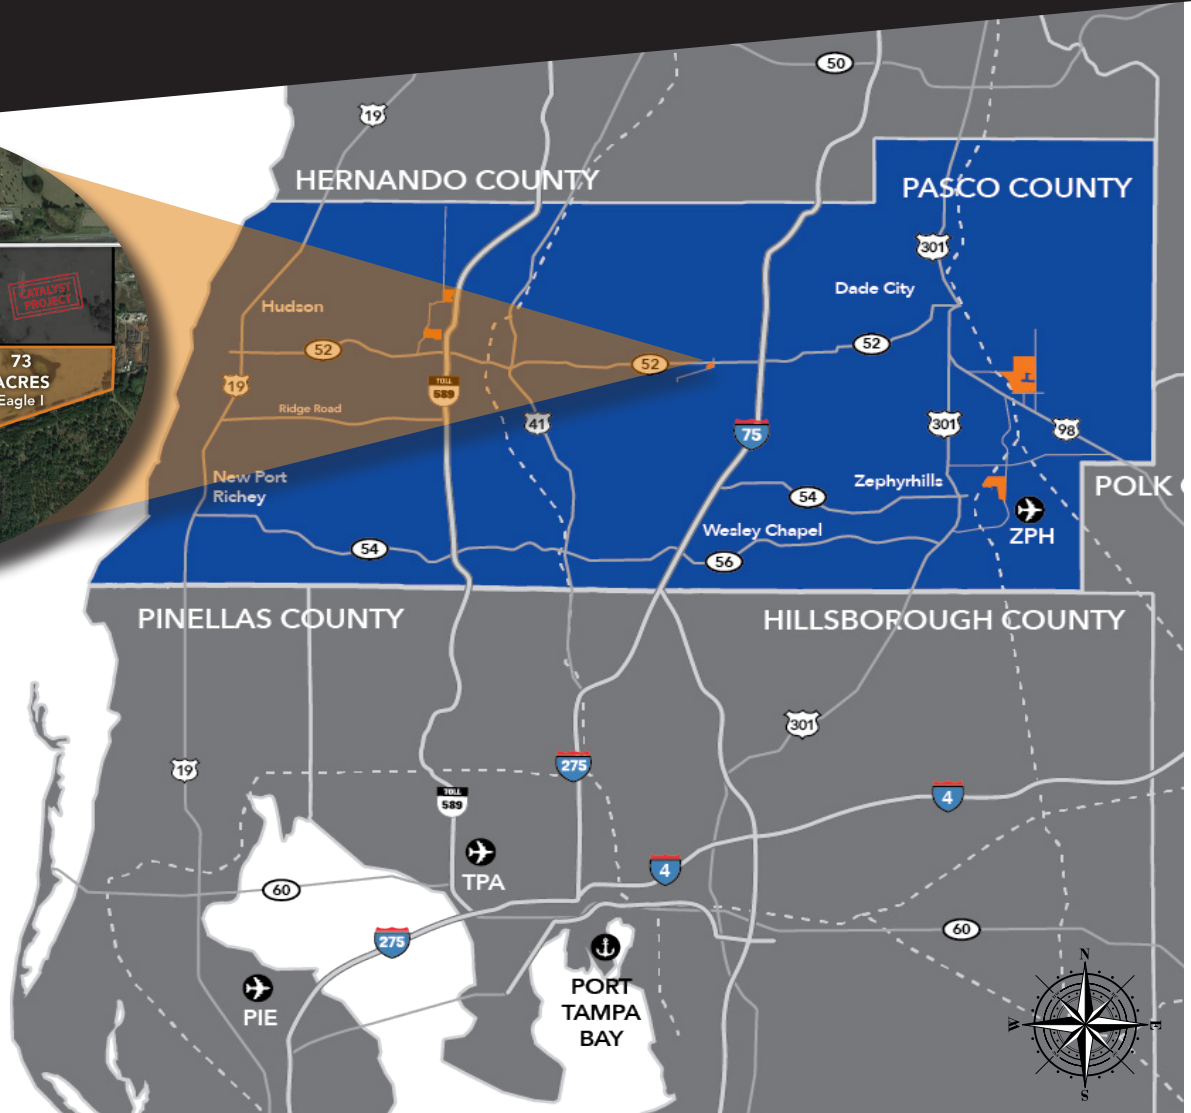 50
19
HERNANDO COUNTY
PASCO COUNTY
301
CATALYST
PROJECT
Dade City
Hudson
52
52
52
73
ACRES
Eagle I
19
TOLL
589
Ridge Road
41
301
98
75
New Port
Richey
Zephyrhills
POLK C
54
ZPH
Wesley Chapel
54
56
PINELLAS COUNTY
HILLSBOROUGH COUNTY
301
19
275
TOLL
589
4
4
TPA
60
60
275
PORT
TAMPA
BAY
PIE
N
W
E
S